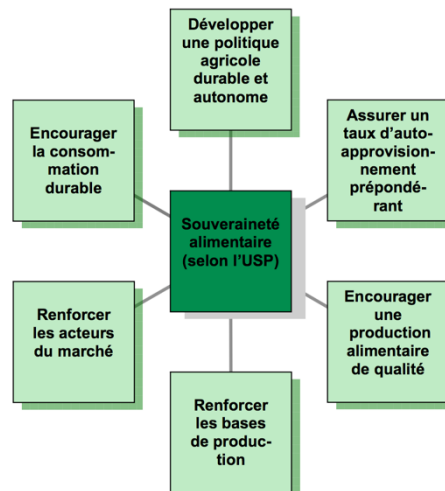 Développer
une politique
agricole
durable et
autonome
Encourager
la consom-
mation
durable
Assurer un
taux d'auto-
approvision-
nement
prépondé-
rant
Souveraineté
alimentaire
(selon l'USP)
Renforcer
les acteurs
du marché
Encourager
une
production
alimentaire
de qualité
Renforcer
les bases
de produc-
tion